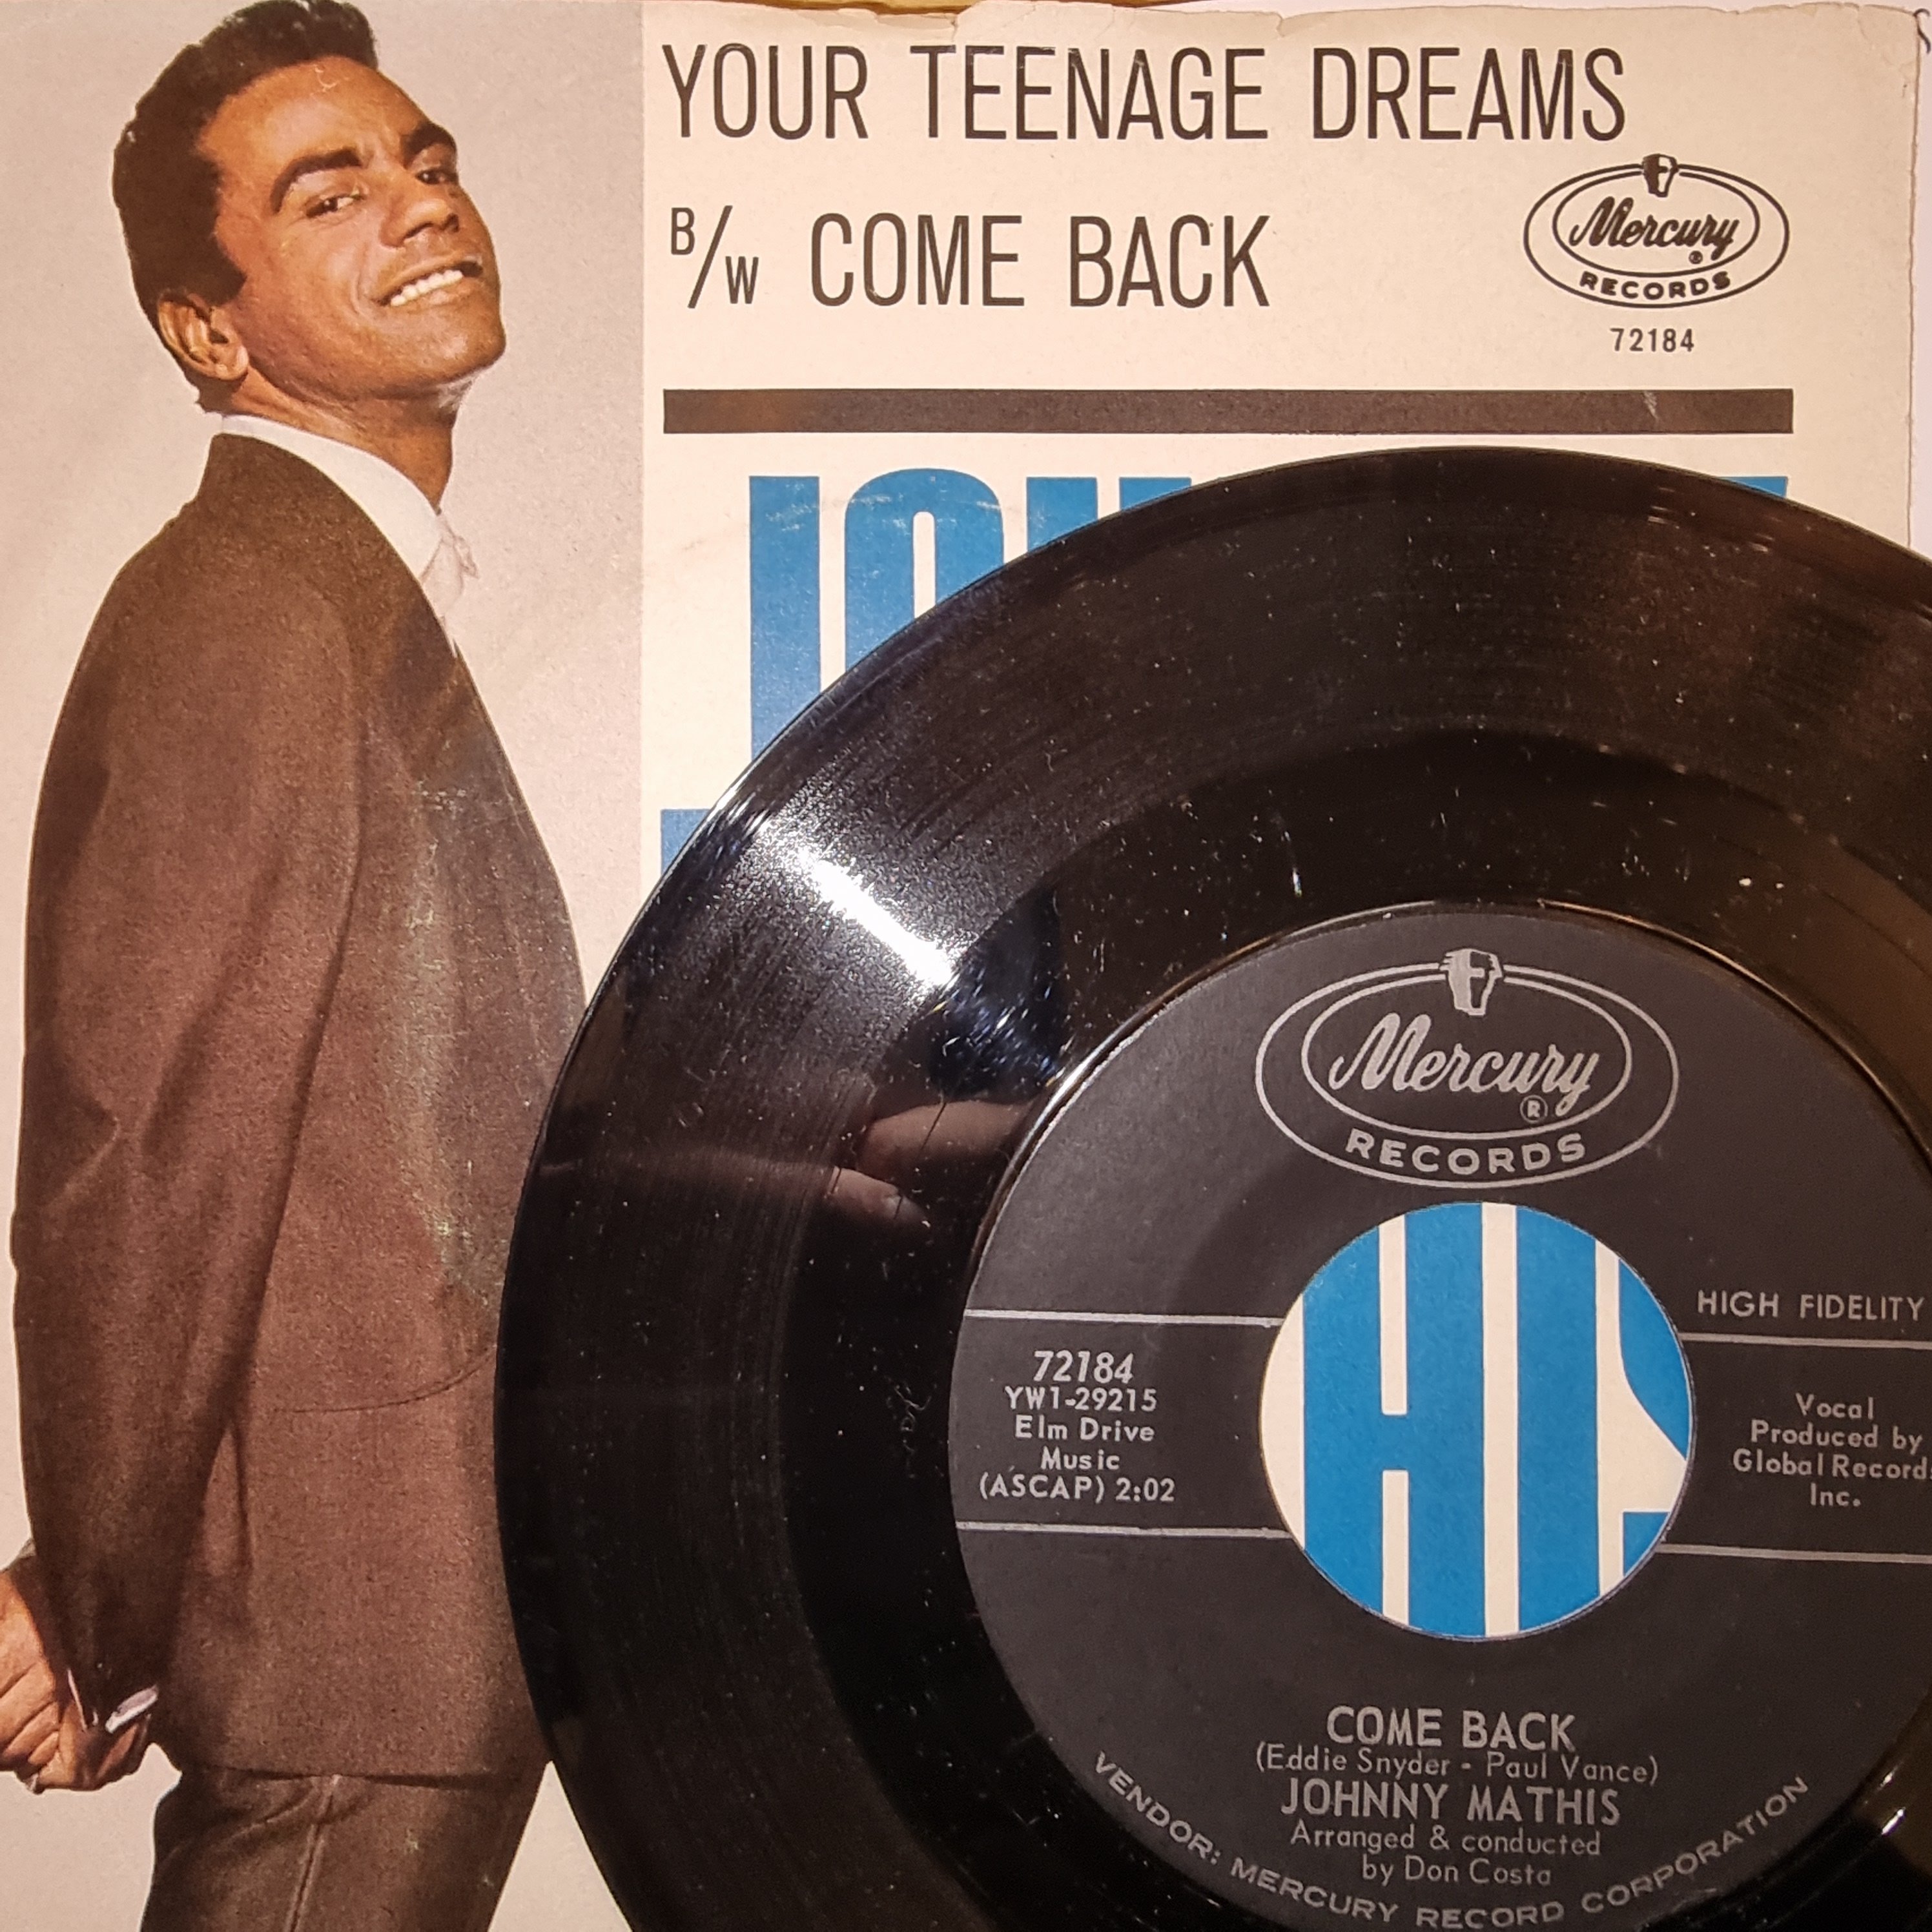 YOUR TEENAGE DREAMS
B/W COME BACK
Mercury
®
RECORDS
72184
Mercury
®
RECORDS
HIGH FIDELITY
72184
YW1-29215
Elm Drive
Music
(ASCAP) 2:02
HIS
Vocal
Produced by
Global Records
Inc.
COME BACK
(Eddie Snyder - Paul Vance)
JOHNNY MATHIS
Arranged & conducted
by Don Costa
VENDOR: MERCURY RECORD CORPORATION